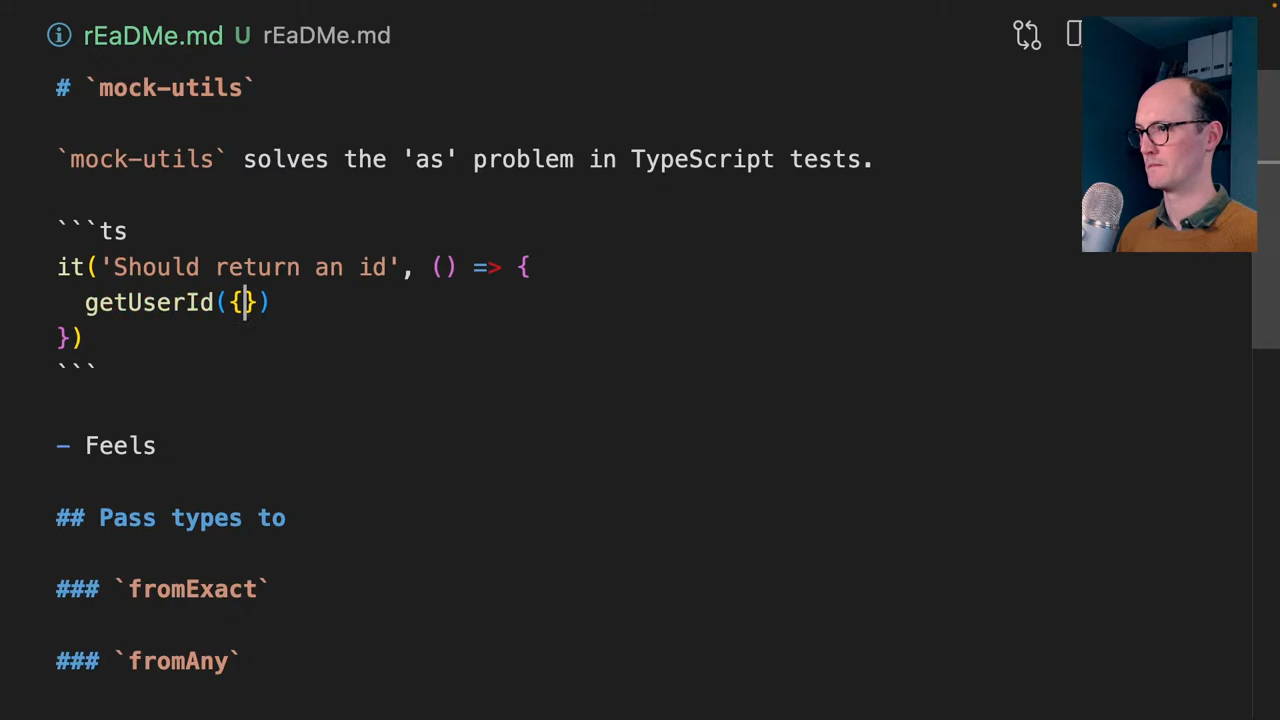 rEaDMe.md U rEaDMe.md
# `mock-utils`
`mock-utils` solves the 'as' problem in TypeScript tests.
```ts
it('Should return an id', () => {
  getUserId({})
})
```
- Feels
## Pass types to
### `fromExact`
### `fromAny`